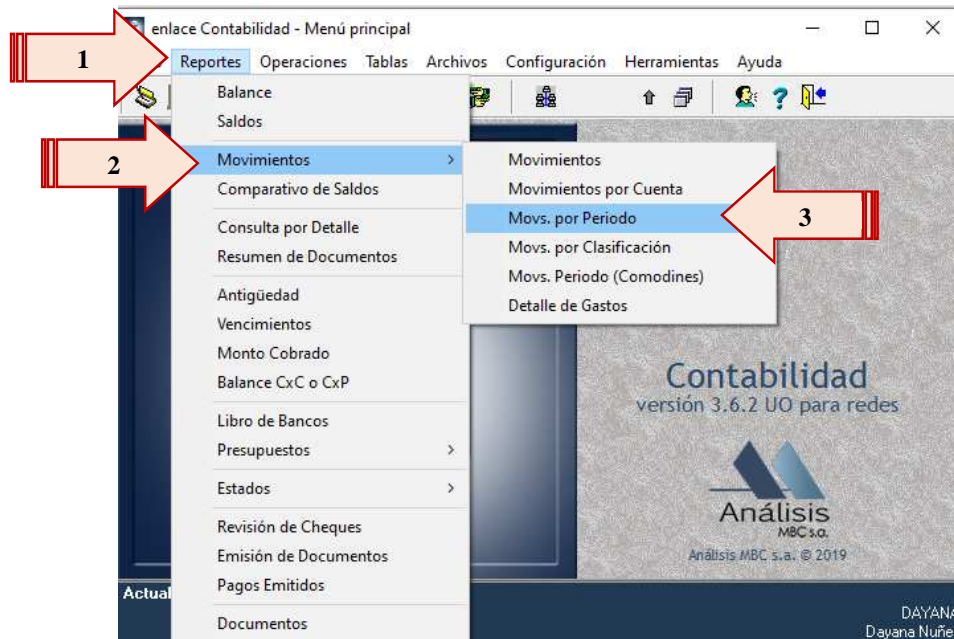 enlace Contabilidad - Menú principal
1
Reportes Operaciones Tablas Archivos Configuración Herramientas Ayuda
Balance
Saldos
2
Movimientos
Comparativo de Saldos
Consulta por Detalle
Resumen de Documentos
Antigüedad
Vencimientos
Monto Cobrado
Balance CxC o CxP
Libro de Bancos
Presupuestos
Estados
Revisión de Cheques
Emisión de Documentos
Pagos Emitidos
Documentos
Movimientos
Movimientos por Cuenta
Movs. por Periodo
3
Movs. por Clasificación
Movs. Periodo (Comodines)
Detalle de Gastos
Contabilidad
versión 3.6.2 UO para redes
Análisis
MBC s.a.
Análisis MBC s.a. © 2019
Actual
DAYANA
Dayana Nuñe